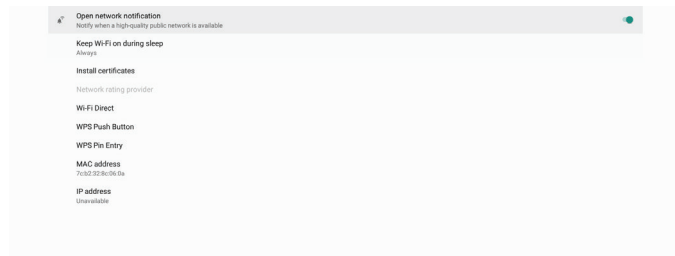 Open network notification
Notify when a high-quality public network is available
Keep Wi-Fi on during sleep
Always
Install certificates
Network rating provider
Wi-Fi Direct
WPS Push Button
WPS Pin Entry
MAC address
7c:b2:32:8c:06:0a
IP address
Unavailable